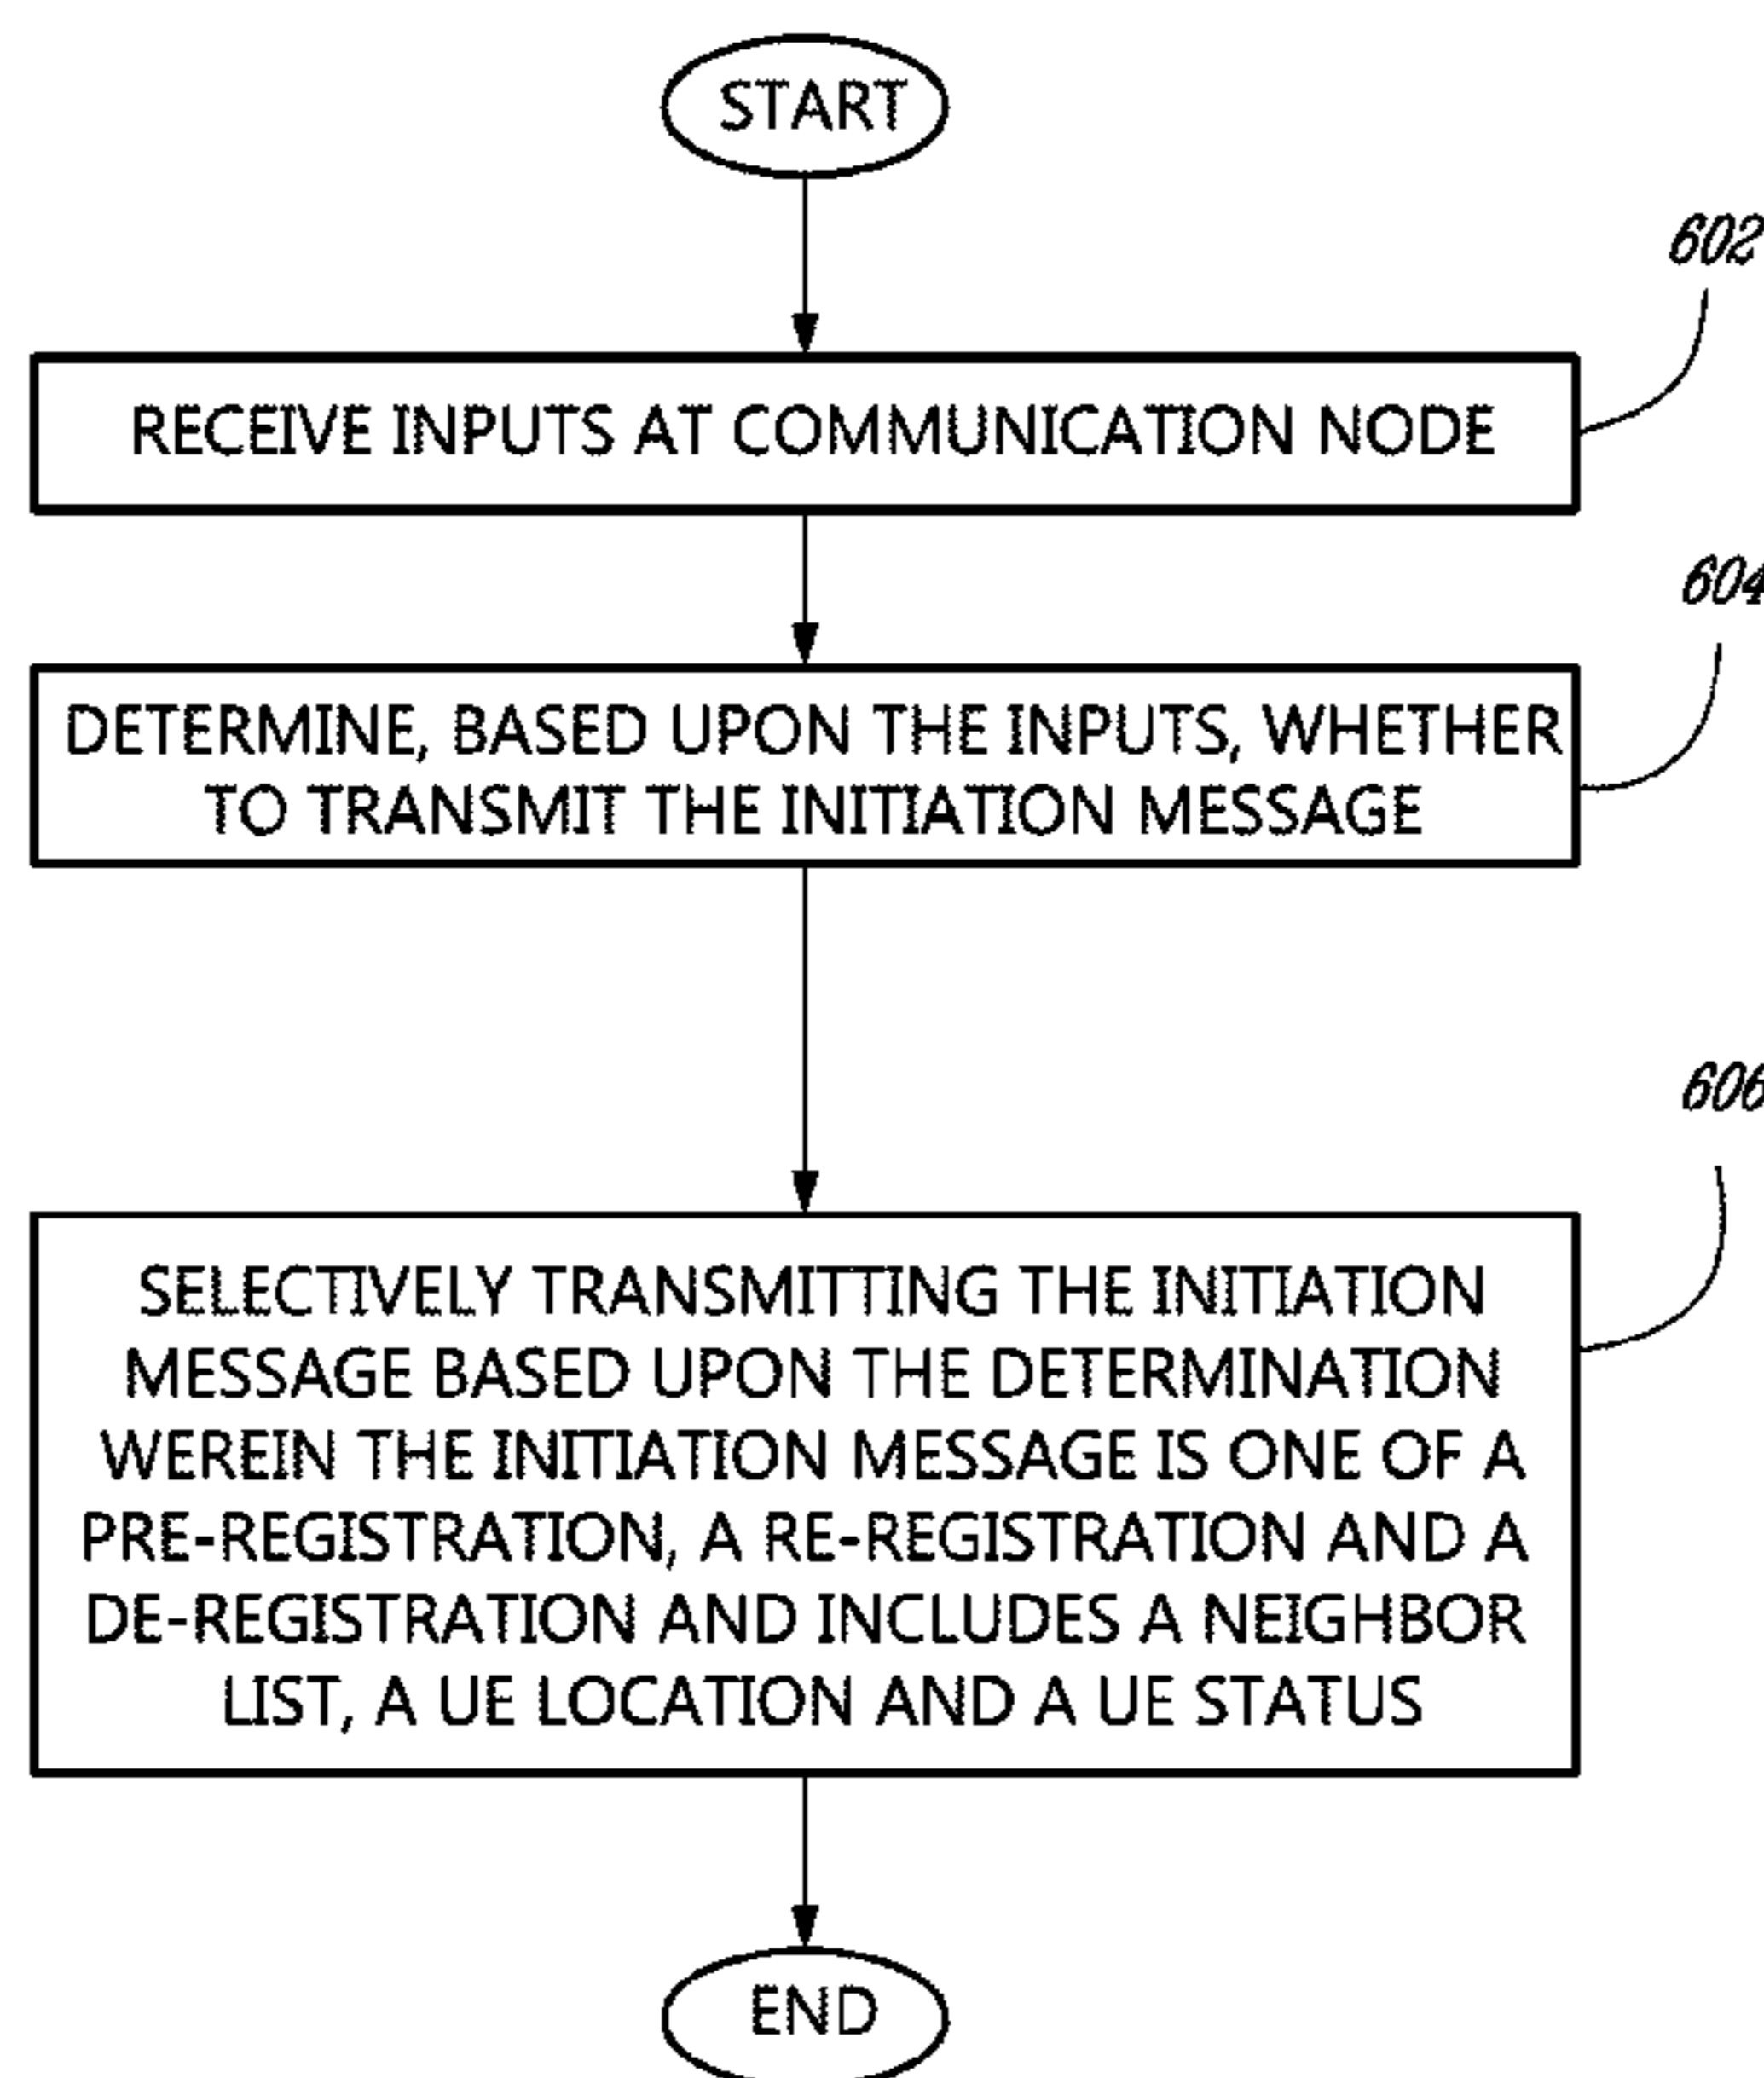 START
602
RECEIVE INPUTS AT COMMUNICATION NODE
604
DETERMINE, BASED UPON THE INPUTS, WHETHER
TO TRANSMIT THE INITIATION MESSAGE
606
SELECTIVELY TRANSMITTING THE INITIATION
MESSAGE BASED UPON THE DETERMINATION
WEREIN THE INITIATION MESSAGE IS ONE OF A
PRE-REGISTRATION, A RE-REGISTRATION AND A
DE-REGISTRATION AND INCLUDES A NEIGHBOR
LIST, A UE LOCATION AND A UE STATUS
END